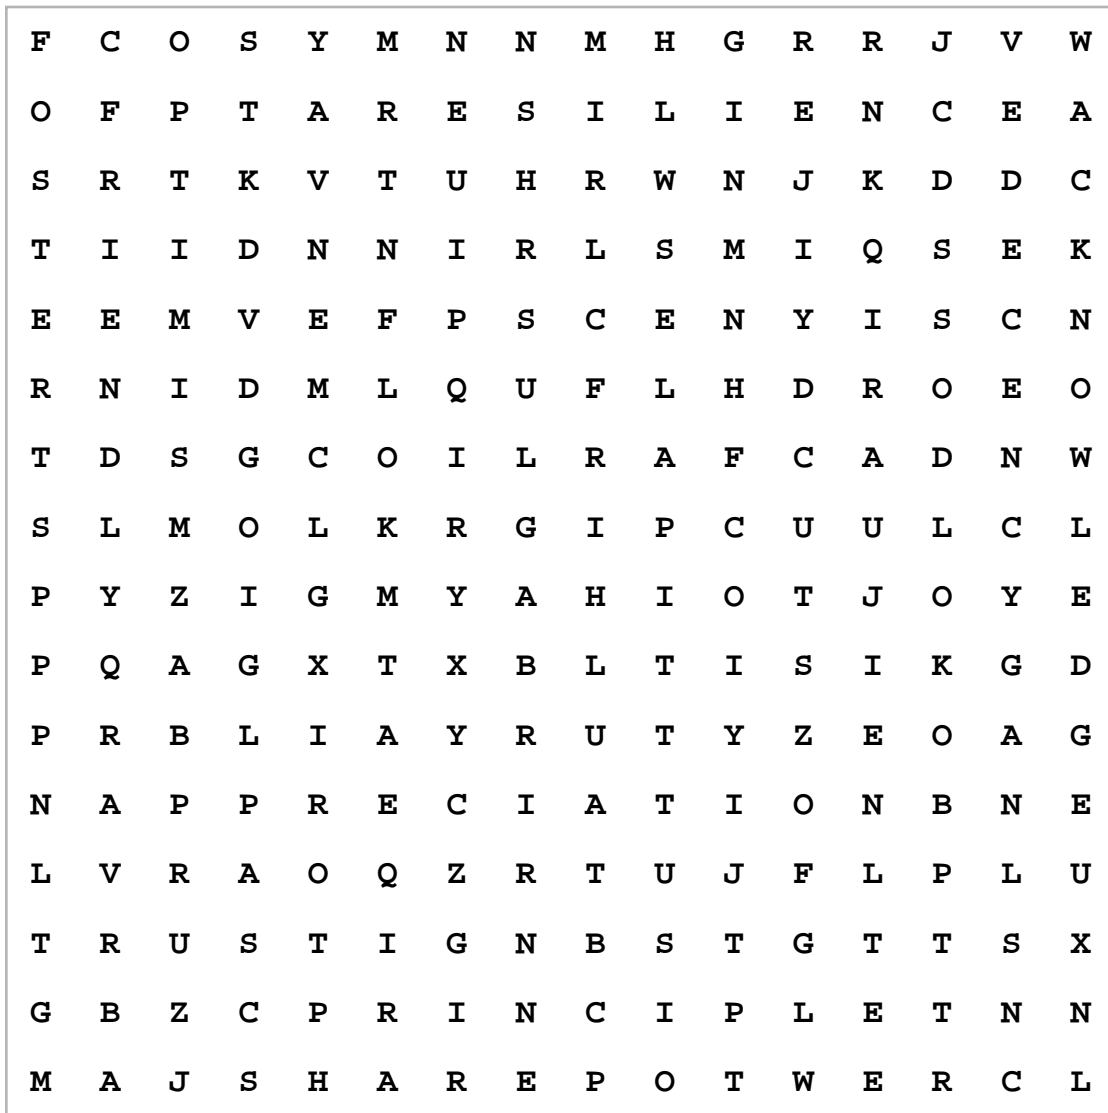 F C O S Y M N N M H G R R J V W
O F P T A R E S I L I E N C E A
S R T K V T U H R W N J K D D C
T I I D N N I R L S M I Q S E K
E E M V E F P S C E N Y I S C N
R N I D M L Q U F L H D R O E O
T D S G C O I L R A F C A D N W
S L M O L K R G I P C U U L C L
P Y Z I G M Y A H I O T J O Y E
P Q A G X T X B L T I S I K G D
P R B L I A Y R U T Y Z E O A G
N A P P R E C I A T I O N B N E
L V R A O Q Z R T U J F L P L U
T R U S T I G N B S T G T T S X
G B Z C P R I N C I P L E T N N
M A J S H A R E P O T W E R C L